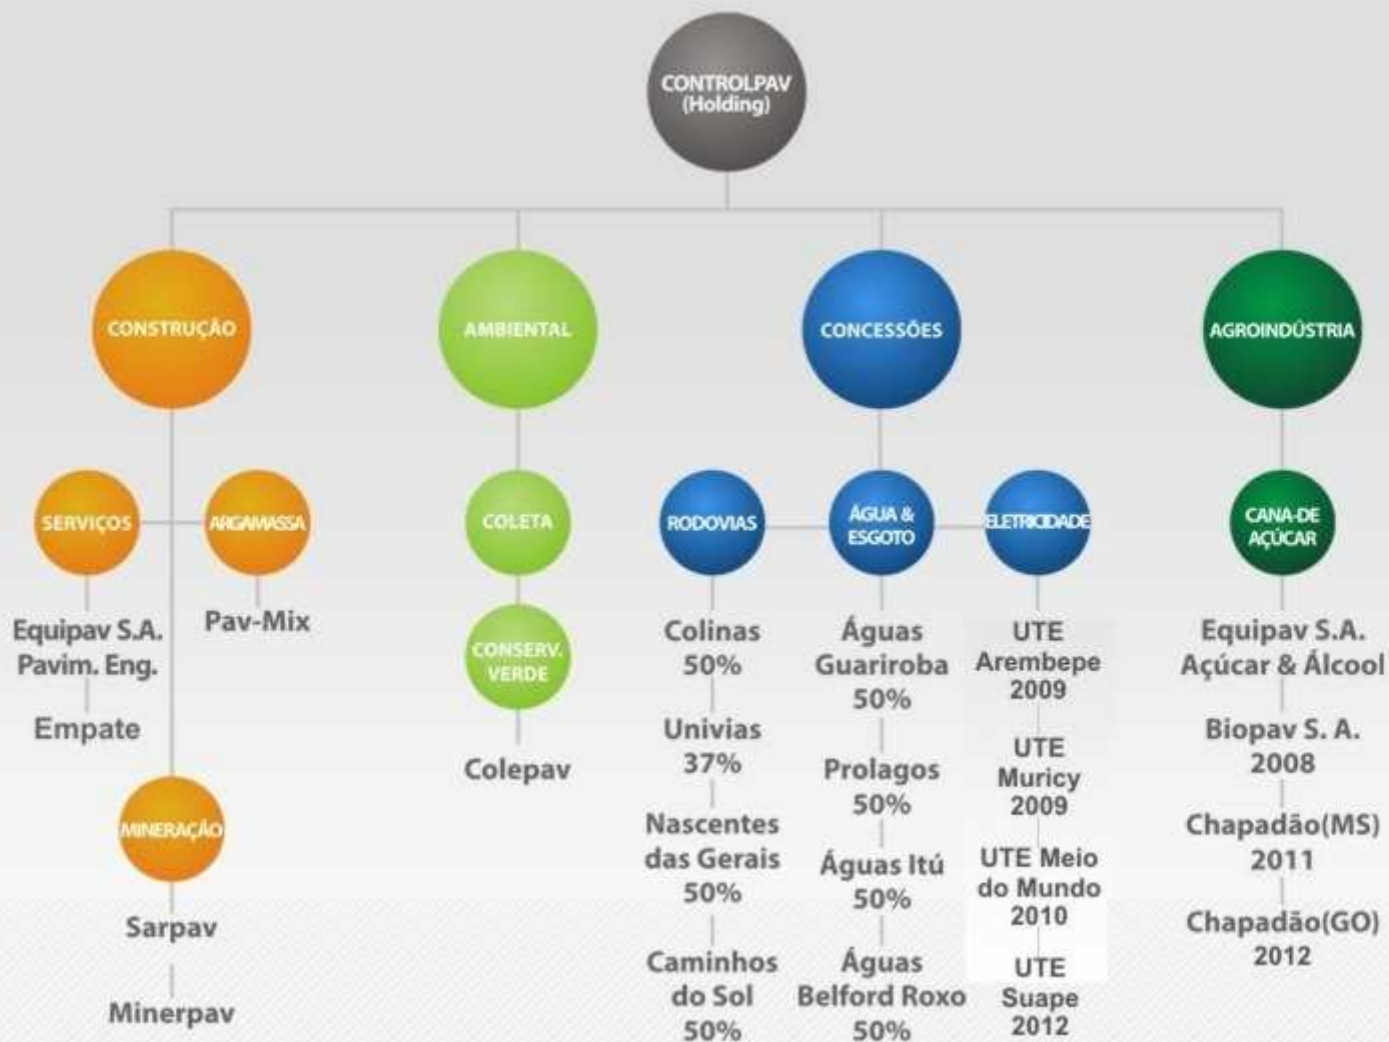 CONTROLPAV
(Holding)
CONSTRUÇÃO
AMBIENTAL
CONCESSÕES
AGROINDÚSTRIA
SERVIÇOS
ARGAMASSA
Equipav S.A.
Pavim. Eng.
Empate
Pav-Mix
MINERAÇÃO
Sarpav
Minerpav
COLETA
CONSERV.
VERDE
Colepav
RODOVIAS
Colinas
50%
Univias
37%
Nascentes
das Gerais
50%
Caminhos
do Sol
50%
ÁGUA &
ESGOTO
Águas
Guariroba
50%
Prolagos
50%
Águas Itú
50%
Águas
Belford Roxo
50%
ELETRICIDADE
UTE
Arembepe
2009
UTE
Muricy
2009
UTE Meio
do Mundo
2010
UTE
Suape
2012
CANA-DE
AÇÚCAR
Equipav S.A.
Açúcar & Álcool
Biopav S. A.
2008
Chapadão(MS)
2011
Chapadão(GO)
2012